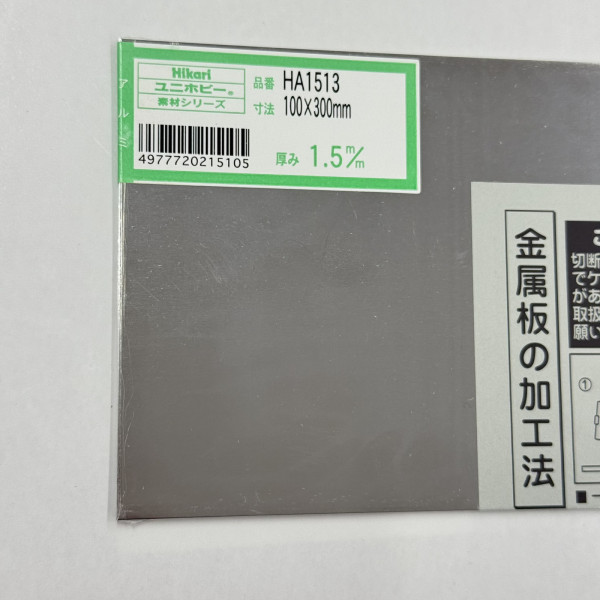 Hikari
ユニホビー®
素材シリーズ
品番 HA1513
寸法 100×300mm
4977720215105
厚み 1.5m/m
アルミ
金属板の加工法
切断
でケ
があ
取扱
願い
①